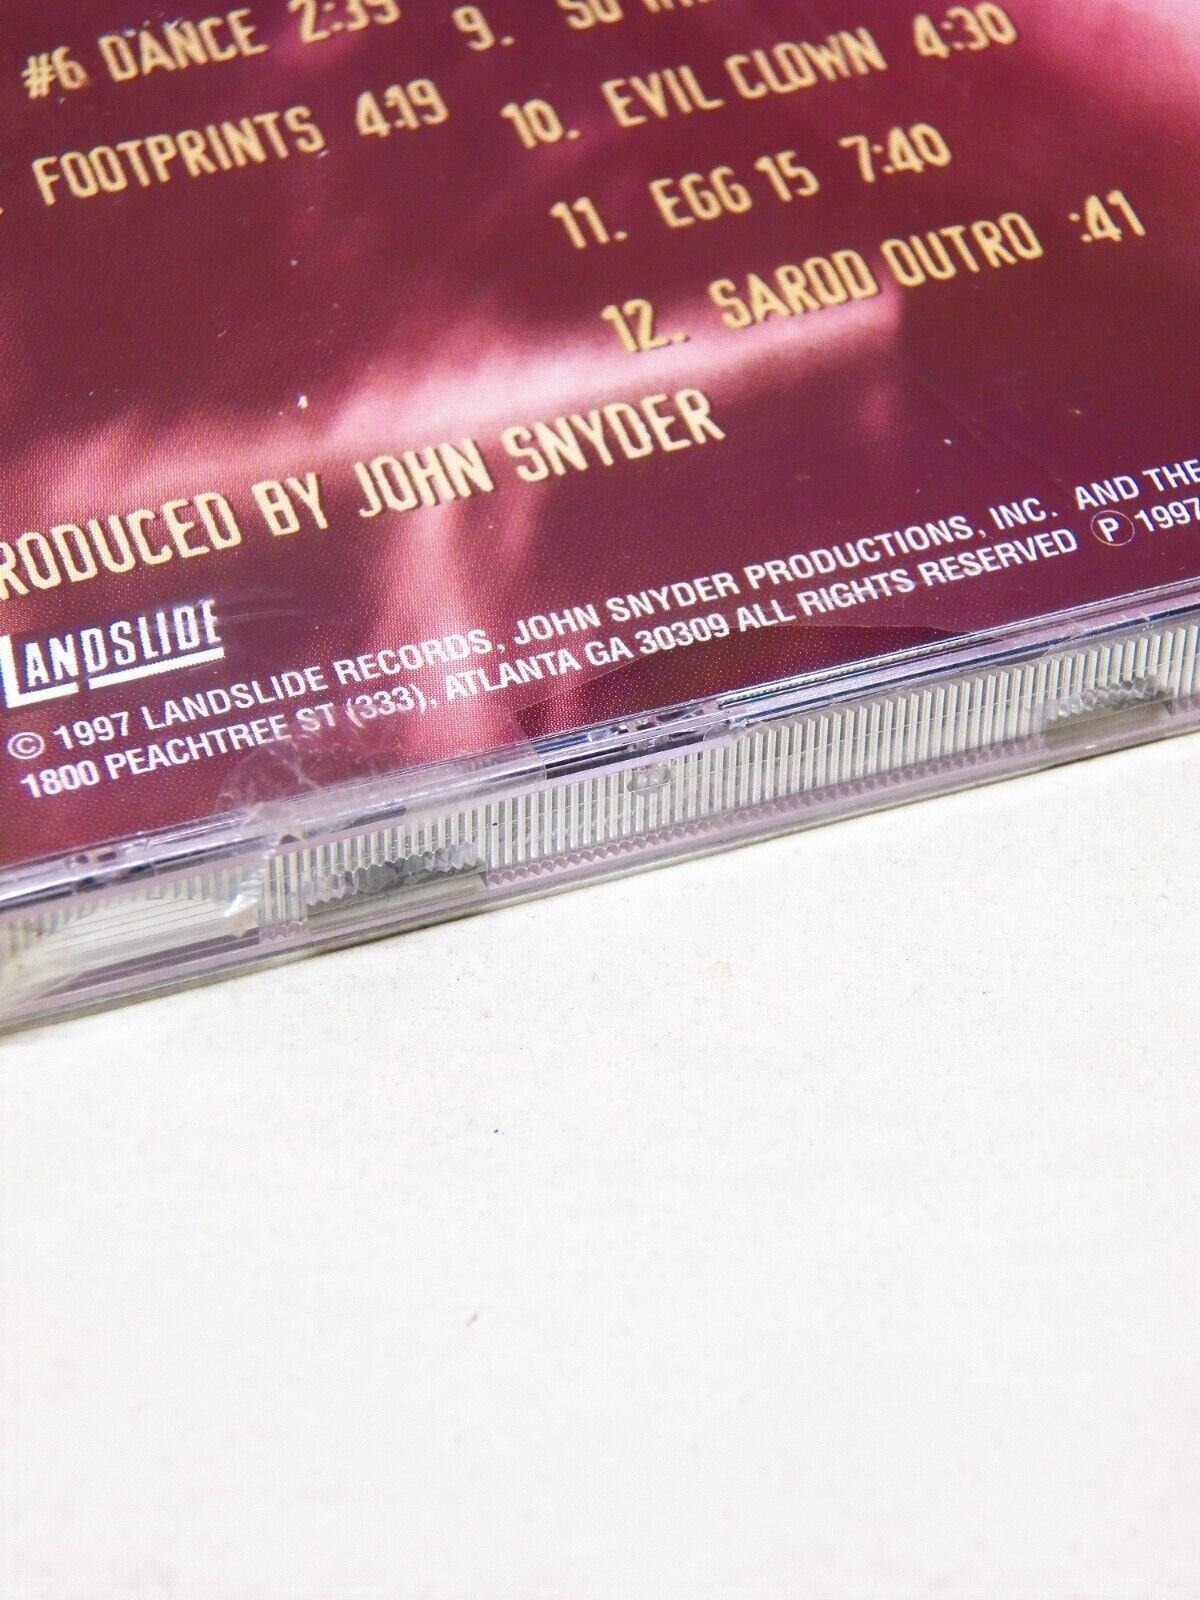 #6 DANCE 2:39
FOOTPRINTS 4:19
9.
10. EVIL CLOWN 4:30
11. EGG 15 7:40
12. SAROD OUTRO :41
RODUCED BY JOHN SNYDER
LANDSLIDE
© 1997 LANDSLIDE RECORDS, JOHN SNYDER PRODUCTIONS, INC. AND THE
1800 PEACHTREE ST (333), ATLANTA GA 30309 ALL RIGHTS RESERVED ℗ 1997